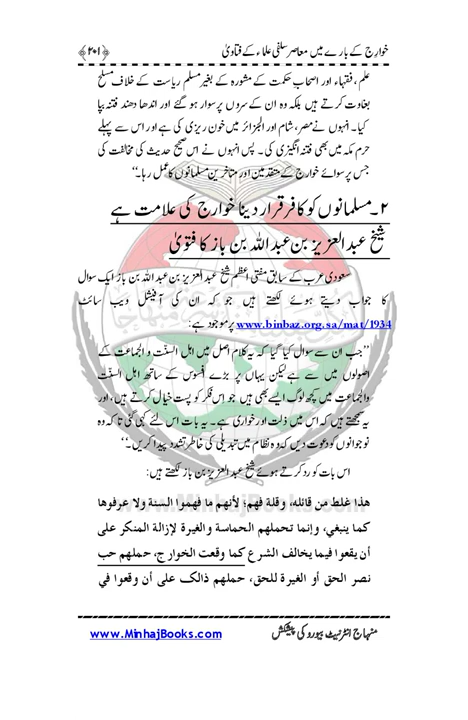 خوارج کے بارے میں معاصر سلفی علماء کے فتاویٰ ﴿۲۰۱﴾
علم، فقہاء اور اصحابِ حکمت کے مشورہ کے بغیر مسلم ریاست کے خلاف مسلح
بغاوت کرتے ہیں بلکہ وہ ان کے سروں پر سوار ہو گئے اور اندھا دھند فتنہ بپا
کیا۔ انہوں نے مصر، شام اور الجزائر میں خون ریزی کی ہے اور اس سے پہلے
حرم مکہ میں بھی فتنہ انگیزی کی۔ پس انہوں نے اس صحیح حدیث کی مخالفت کی
جس پر سوائے خوارج کے متقدمین اور متاخرین مسلمانوں کا عمل رہا۔‘‘
۲۔ مسلمانوں کو کافر قرار دینا خوارج کی علامت ہے
شیخ عبد العزیز بن عبد اللہ بن باز کا فتویٰ
سعودی عرب کے سابق مفتی اعظم شیخ عبد العزیز بن عبد اللہ بن باز ایک سوال
کا جواب دیتے ہوئے لکھتے ہیں جو کہ ان کی آفیشل ویب سائٹ
www.binbaz.org.sa/mat/1934 پر موجود ہے:
’’جب ان سے سوال کیا گیا کہ یہ کلام اصل میں اہل السنّت والجماعت کے
اصولوں میں سے ہے لیکن یہاں پر بڑے افسوس کے ساتھ اہل السنّت
والجماعت میں کچھ لوگ ایسے بھی ہیں جو اِس فکر کو پست خیال کرتے ہیں، اور
یہ سمجھتے ہیں کہ اس میں ذلت اور خواری ہے۔ یہ بات اس لئے کہی گئی تاکہ وہ
نوجوانوں کو دعوت دیں کہ وہ نظام میں تبدیلی کی خاطر تشدد پیدا کریں۔‘‘
اس بات کو رد کرتے ہوئے شیخ عبد العزیز بن باز لکھتے ہیں:
هذا غلط من قائله، وقلة فهم؛ لأنهم ما فهموا السنة ولا عرفوها
كما ينبغي، وإنما تحملهم الحماسة والغيرة لإزالة المنكر على
أن يقعوا فيما يخالف الشرع كما وقعت الخوارج، حملهم حب
نصر الحق أو الغيرة للحق، حملهم ذالک على أن وقعوا في
منہاج انٹرنیٹ بیورو کی پیشکش www.MinhajBooks.com
www.MinhajBooks.com